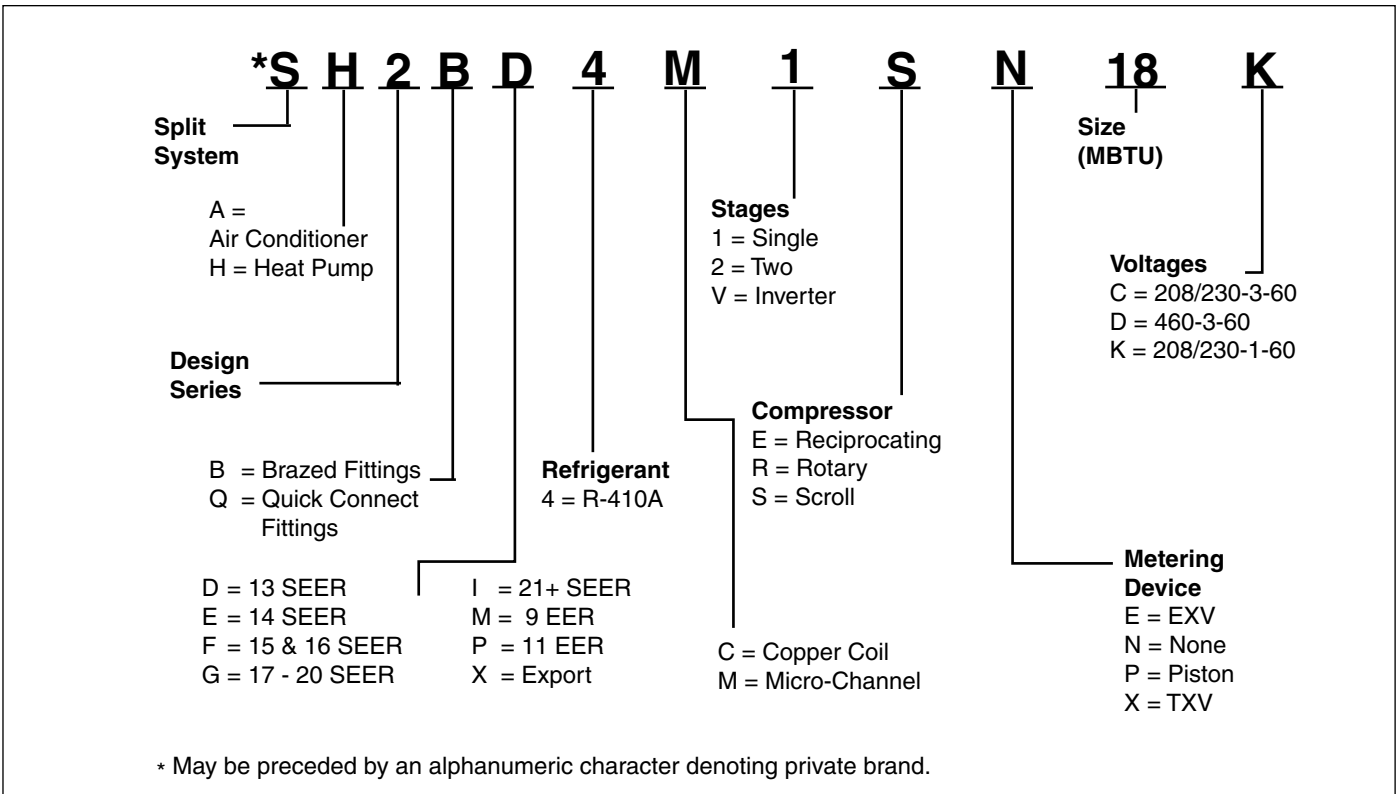 *S H 2 B D 4 M 1 S N 18 K
Split
System
A =
Air Conditioner
H = Heat Pump
Design
Series
B = Brazed Fittings
Q = Quick Connect
Fittings
D = 13 SEER
E = 14 SEER
F = 15 & 16 SEER
G = 17 - 20 SEER
I = 21+ SEER
M = 9 EER
P = 11 EER
X = Export
Refrigerant
4 = R-410A
C = Copper Coil
M = Micro-Channel
Stages
1 = Single
2 = Two
V = Inverter
Compressor
E = Reciprocating
R = Rotary
S = Scroll
Metering
Device
E = EXV
N = None
P = Piston
X = TXV
Size
(MBTU)
Voltages
C = 208/230-3-60
D = 460-3-60
K = 208/230-1-60
* May be preceded by an alphanumeric character denoting private brand.